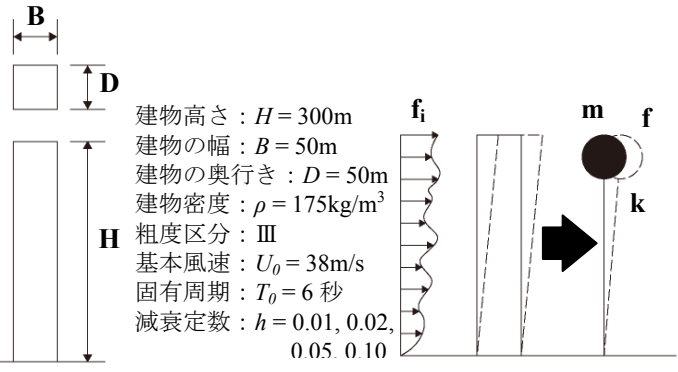 B
D
建物高さ：H = 300m
建物の幅：B = 50m
建物の奥行き：D = 50m
建物密度：ρ = 175kg/m³
粗度区分：Ⅲ
基本風速：U₀ = 38m/s
固有周期：T₀ = 6 秒
減衰定数：h = 0.01, 0.02,
0.05, 0.10
H
fᵢ
m
f
k